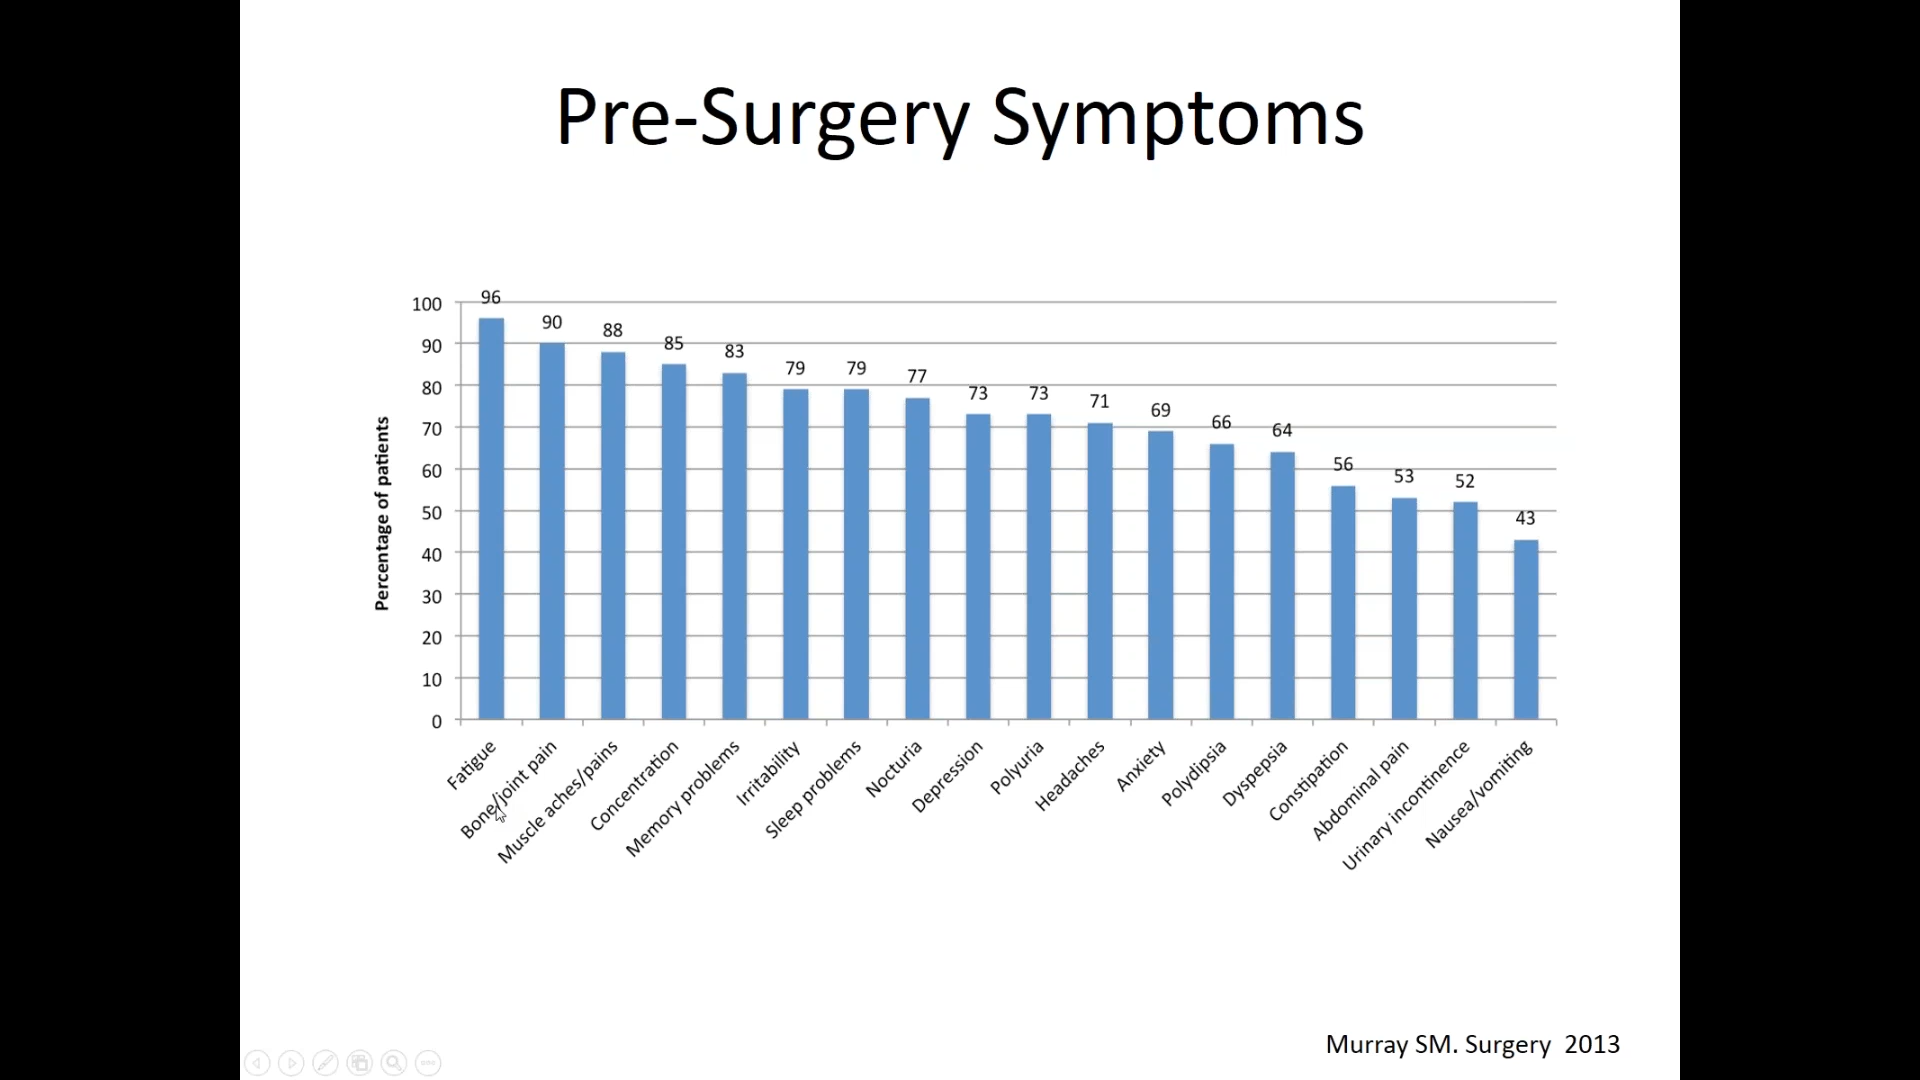 Pre-Surgery Symptoms
Percentage of patients
100
90
80
70
60
50
40
30
20
10
0
96
90
88
85
83
79
79
77
73
73
71
69
66
64
56
53
52
43
Fatigue
Bone/joint pain
Muscle aches/pains
Concentration
Memory problems
Irritability
Sleep problems
Nocturia
Depression
Polyuria
Headaches
Anxiety
Polydipsia
Dyspepsia
Constipation
Abdominal pain
Urinary incontinence
Nausea/vomiting
Murray SM. Surgery 2013